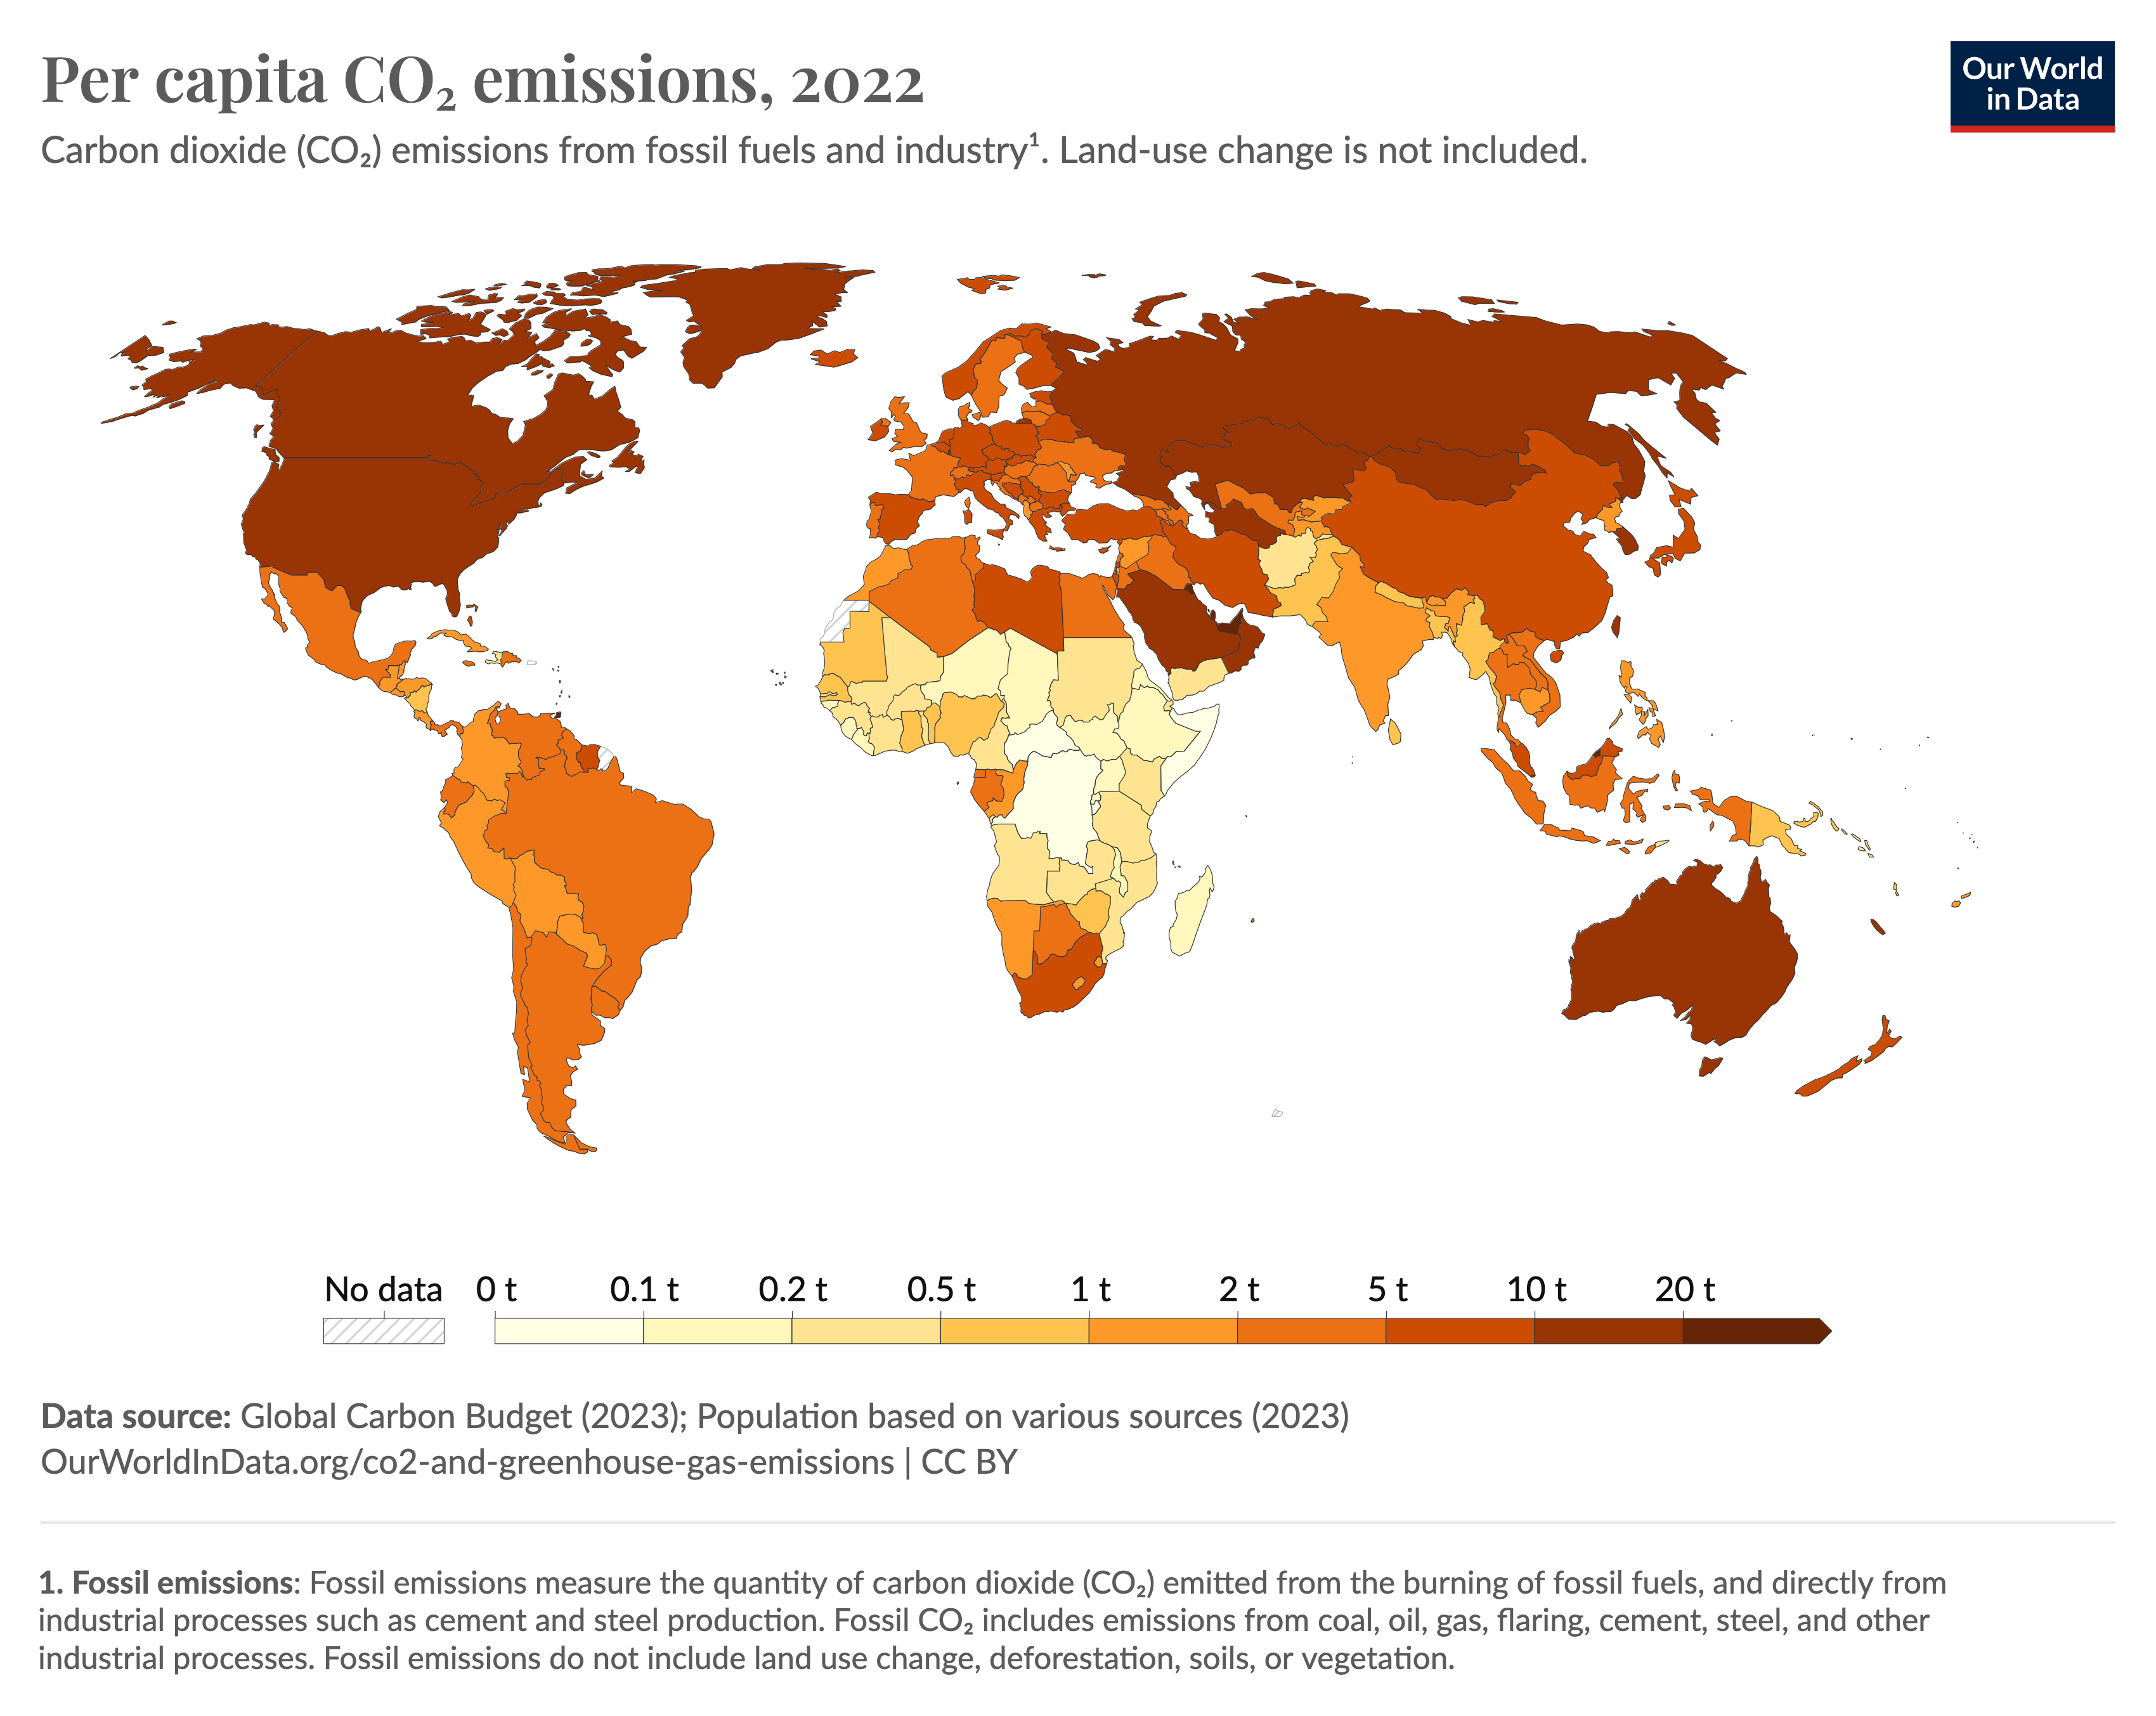 Per capita CO₂ emissions, 2022
Our World
in Data
Carbon dioxide (CO₂) emissions from fossil fuels and industry¹. Land-use change is not included.
No data 0 t 0.1 t 0.2 t 0.5 t 1 t 2 t 5 t 10 t 20 t
Data source: Global Carbon Budget (2023); Population based on various sources (2023)
OurWorldInData.org/co2-and-greenhouse-gas-emissions | CC BY
1. Fossil emissions: Fossil emissions measure the quantity of carbon dioxide (CO₂) emitted from the burning of fossil fuels, and directly from
industrial processes such as cement and steel production. Fossil CO₂ includes emissions from coal, oil, gas, flaring, cement, steel, and other
industrial processes. Fossil emissions do not include land use change, deforestation, soils, or vegetation.